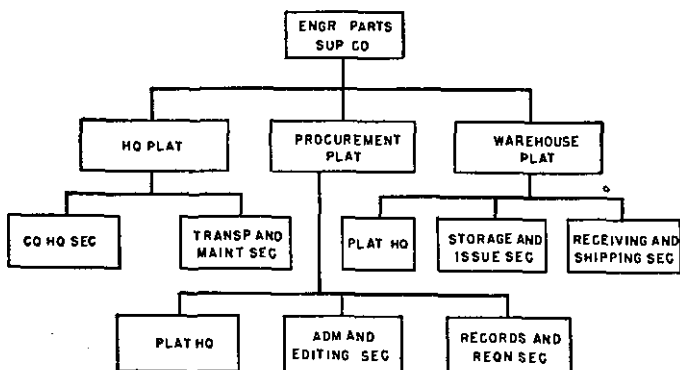 ENGR PARTS
SUP CO
HQ PLAT
PROCUREMENT
PLAT
WAREHOUSE
PLAT
CO HQ SEC
TRANSP AND
MAINT SEC
PLAT HQ
STORAGE AND
ISSUE SEC
RECEIVING AND
SHIPPING SEC
PLAT HQ
ADM AND
EDITING SEC
RECORDS AND
REQN SEC